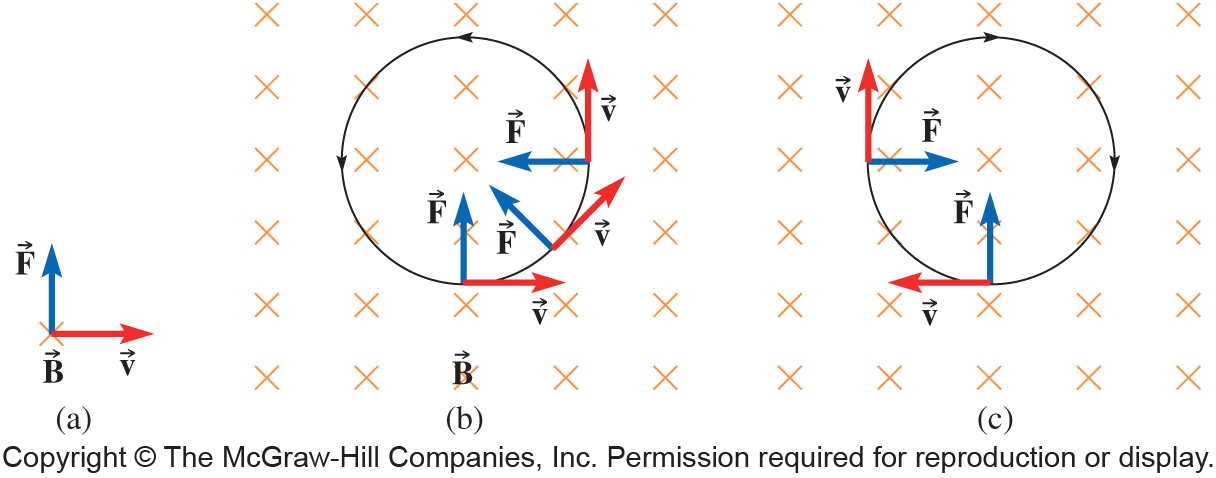 F⃗
B⃗
v⃗
(a)
F⃗
v⃗
F⃗
v⃗
F⃗
v⃗
B⃗
(b)
v⃗
F⃗
F⃗
v⃗
(c)
Copyright © The McGraw-Hill Companies, Inc. Permission required for reproduction or display.